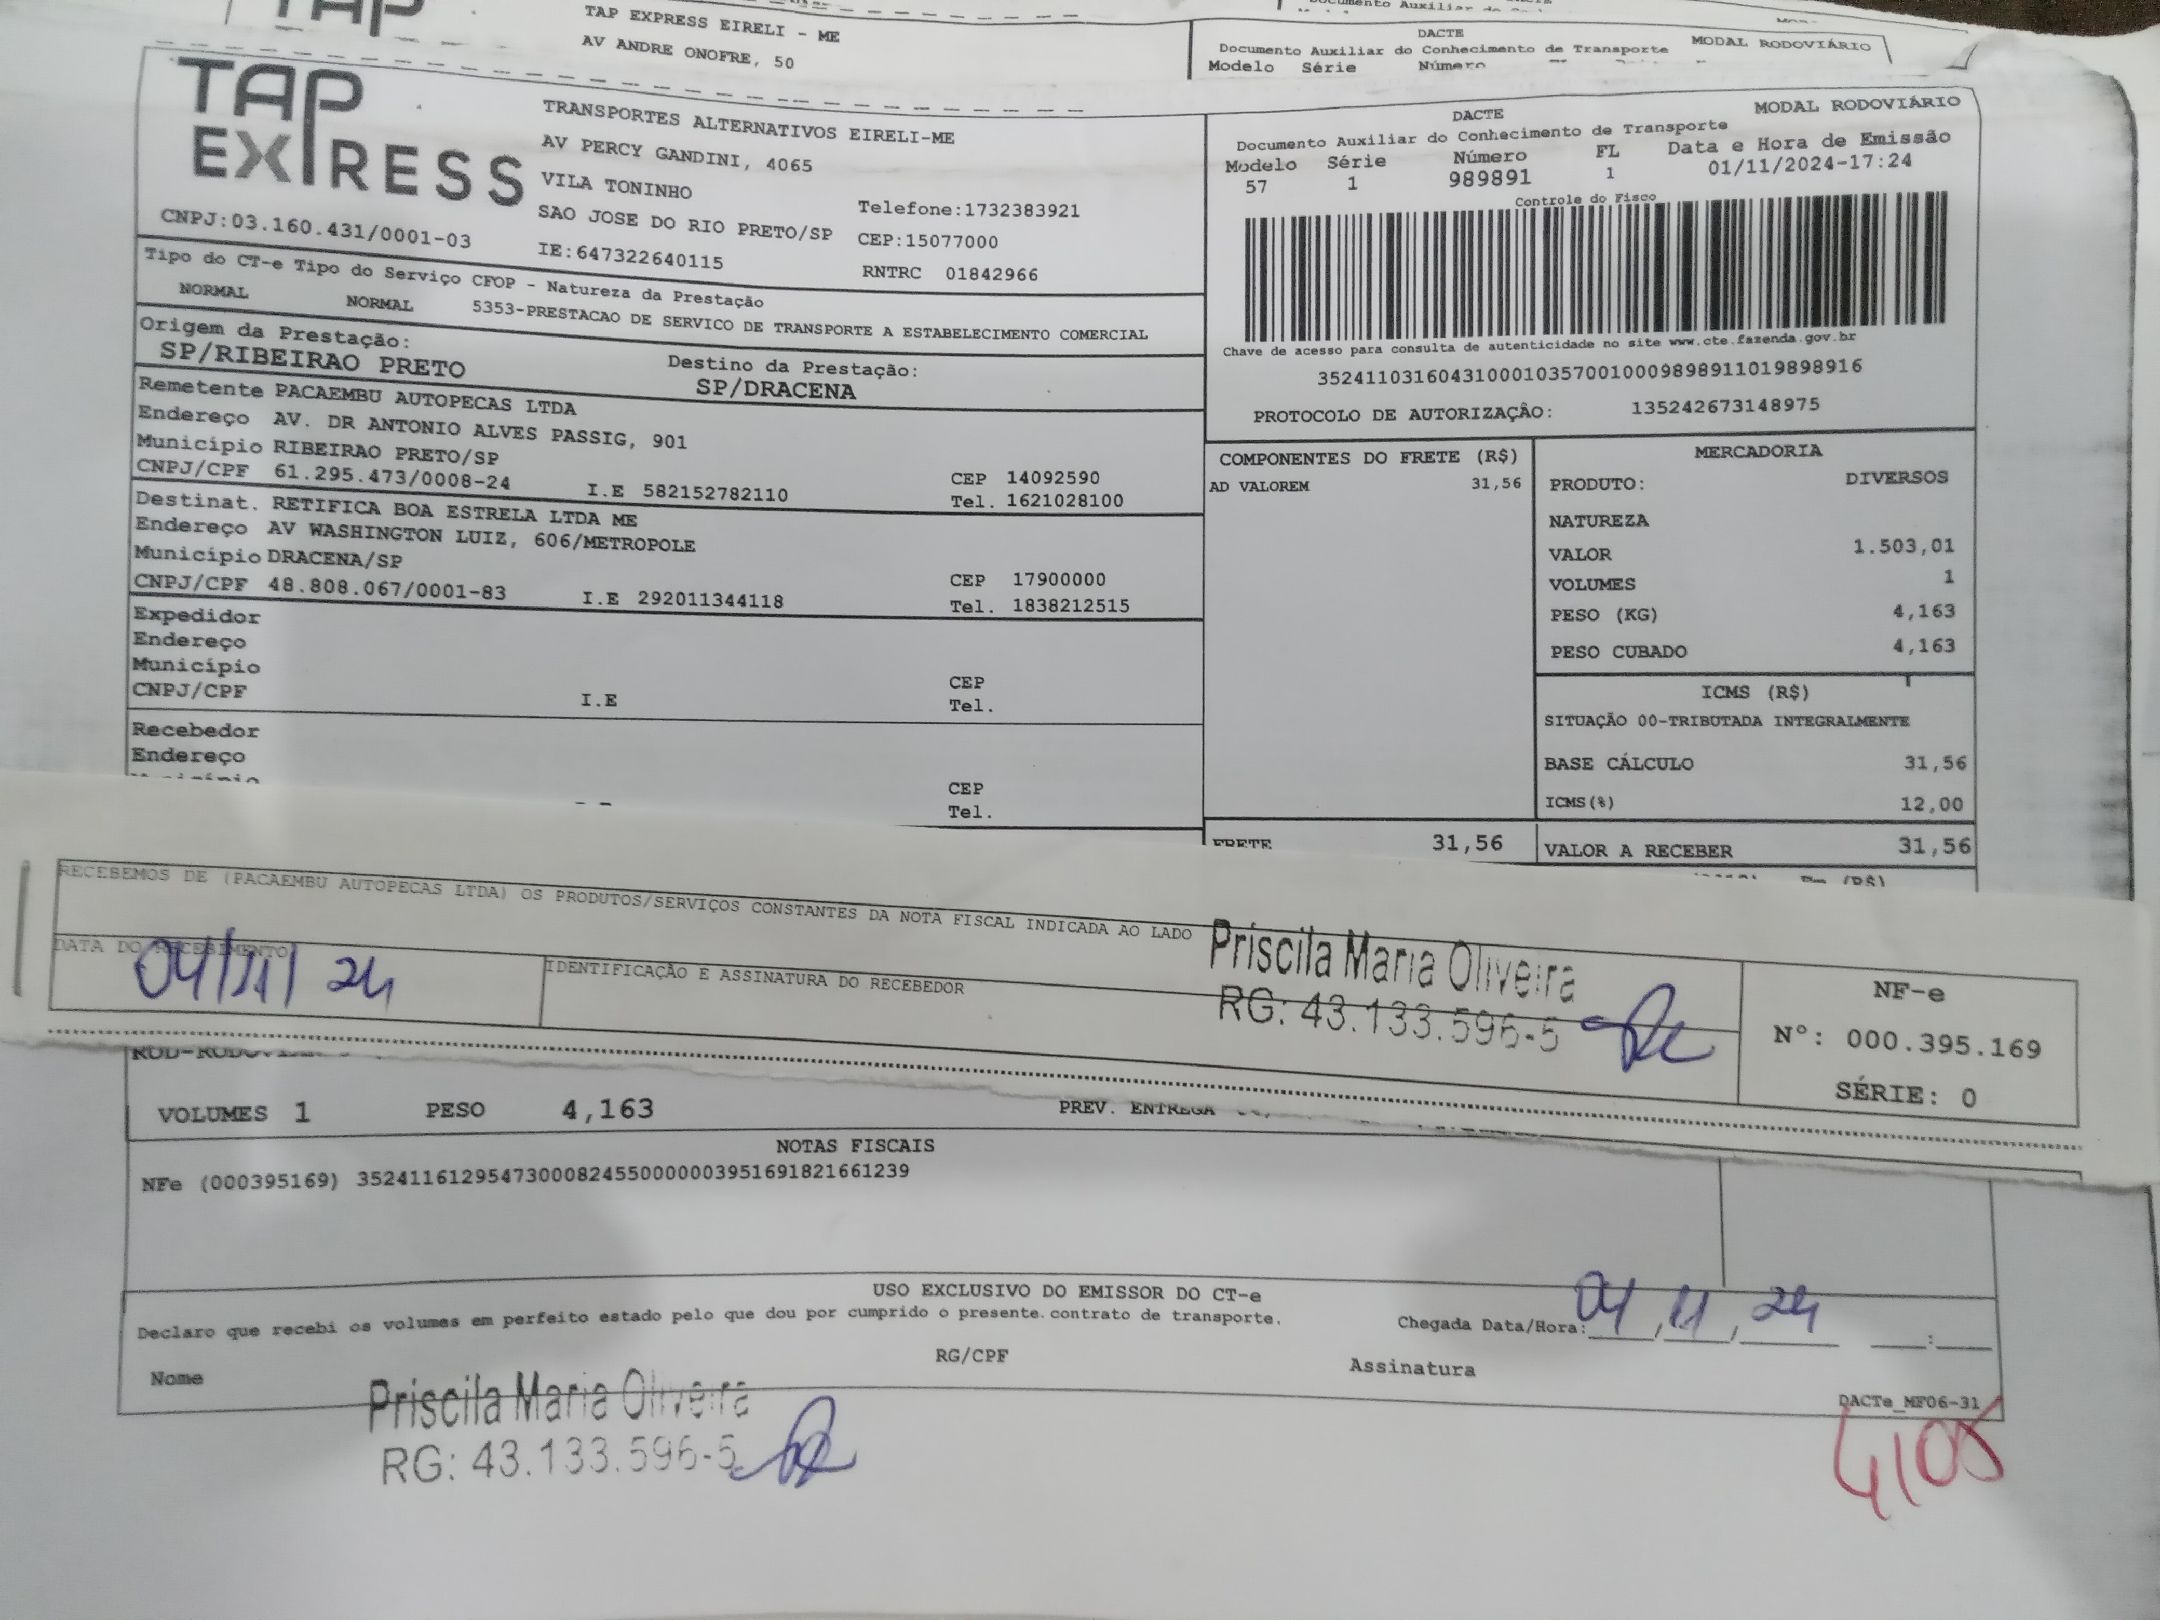 TAP
TAP EXPRESS EIRELI - ME
AV ANDRE ONOFRE, 50
DACTE
MODAL RODOVIÁRIO
Documento Auxiliar do Conhecimento de Transporte
Modelo Série Número
TAP EXPRESS
CNPJ:03.160.431/0001-03
TRANSPORTES ALTERNATIVOS EIRELI-ME
AV PERCY GANDINI, 4065
VILA TONINHO
SAO JOSE DO RIO PRETO/SP
IE:647322640115
Telefone:1732383921
CEP:15077000
RNTRC 01842966
DACTE
MODAL RODOVIÁRIO
Documento Auxiliar do Conhecimento de Transporte
Modelo Série Número FL Data e Hora de Emissão
57 1 989891 1 01/11/2024-17:24
Controle do Fisco
Chave de acesso para consulta de autenticidade no site www.cte.fazenda.gov.br
35241103160431000103570010009898911019898916
PROTOCOLO DE AUTORIZAÇÃO: 135242673148975
Tipo do CT-e Tipo do Serviço CFOP - Natureza da Prestação
NORMAL NORMAL 5353-PRESTACAO DE SERVICO DE TRANSPORTE A ESTABELECIMENTO COMERCIAL
Origem da Prestação:
SP/RIBEIRAO PRETO
Destino da Prestação:
SP/DRACENA
Remetente PACAEMBU AUTOPECAS LTDA
Endereço AV. DR ANTONIO ALVES PASSIG, 901
Município RIBEIRAO PRETO/SP CEP 14092590
CNPJ/CPF 61.295.473/0008-24 I.E 582152782110 Tel. 1621028100
Destinat. RETIFICA BOA ESTRELA LTDA ME
Endereço AV WASHINGTON LUIZ, 606/METROPOLE
Município DRACENA/SP CEP 17900000
CNPJ/CPF 48.808.067/0001-83 I.E 292011344118 Tel. 1838212515
Expedidor
Endereço
Município CEP
CNPJ/CPF I.E Tel.
Recebedor
Endereço
CEP
Tel.
COMPONENTES DO FRETE (R$)
AD VALOREM 31,56
MERCADORIA
PRODUTO: DIVERSOS
NATUREZA
VALOR 1.503,01
VOLUMES 1
PESO (KG) 4,163
PESO CUBADO 4,163
ICMS (R$)
SITUAÇÃO 00-TRIBUTADA INTEGRALMENTE
BASE CÁLCULO 31,56
ICMS(%) 12,00
FRETE 31,56 VALOR A RECEBER 31,56
RECEBEMOS DE (PACAEMBU AUTOPECAS LTDA) OS PRODUTOS/SERVIÇOS CONSTANTES DA NOTA FISCAL INDICADA AO LADO
DATA DO RECEBIMENTO
04/11/24
IDENTIFICAÇÃO E ASSINATURA DO RECEBEDOR
Priscila Maria Oliveira
RG: 43.133.596-5
NF-e
Nº: 000.395.169
SÉRIE: 0
VOLUMES 1 PESO 4,163 PREV. ENTREGA
NOTAS FISCAIS
NFe (000395169) 35241161295473000824550000003951691821661239
USO EXCLUSIVO DO EMISSOR DO CT-e
Declaro que recebi os volumes em perfeito estado pelo que dou por cumprido o presente.contrato de transporte.
Chegada Data/Hora: 04/11/24
Nome RG/CPF Assinatura
Priscila Maria Oliveira
RG: 43.133.596-5
DACTe_MF06-31